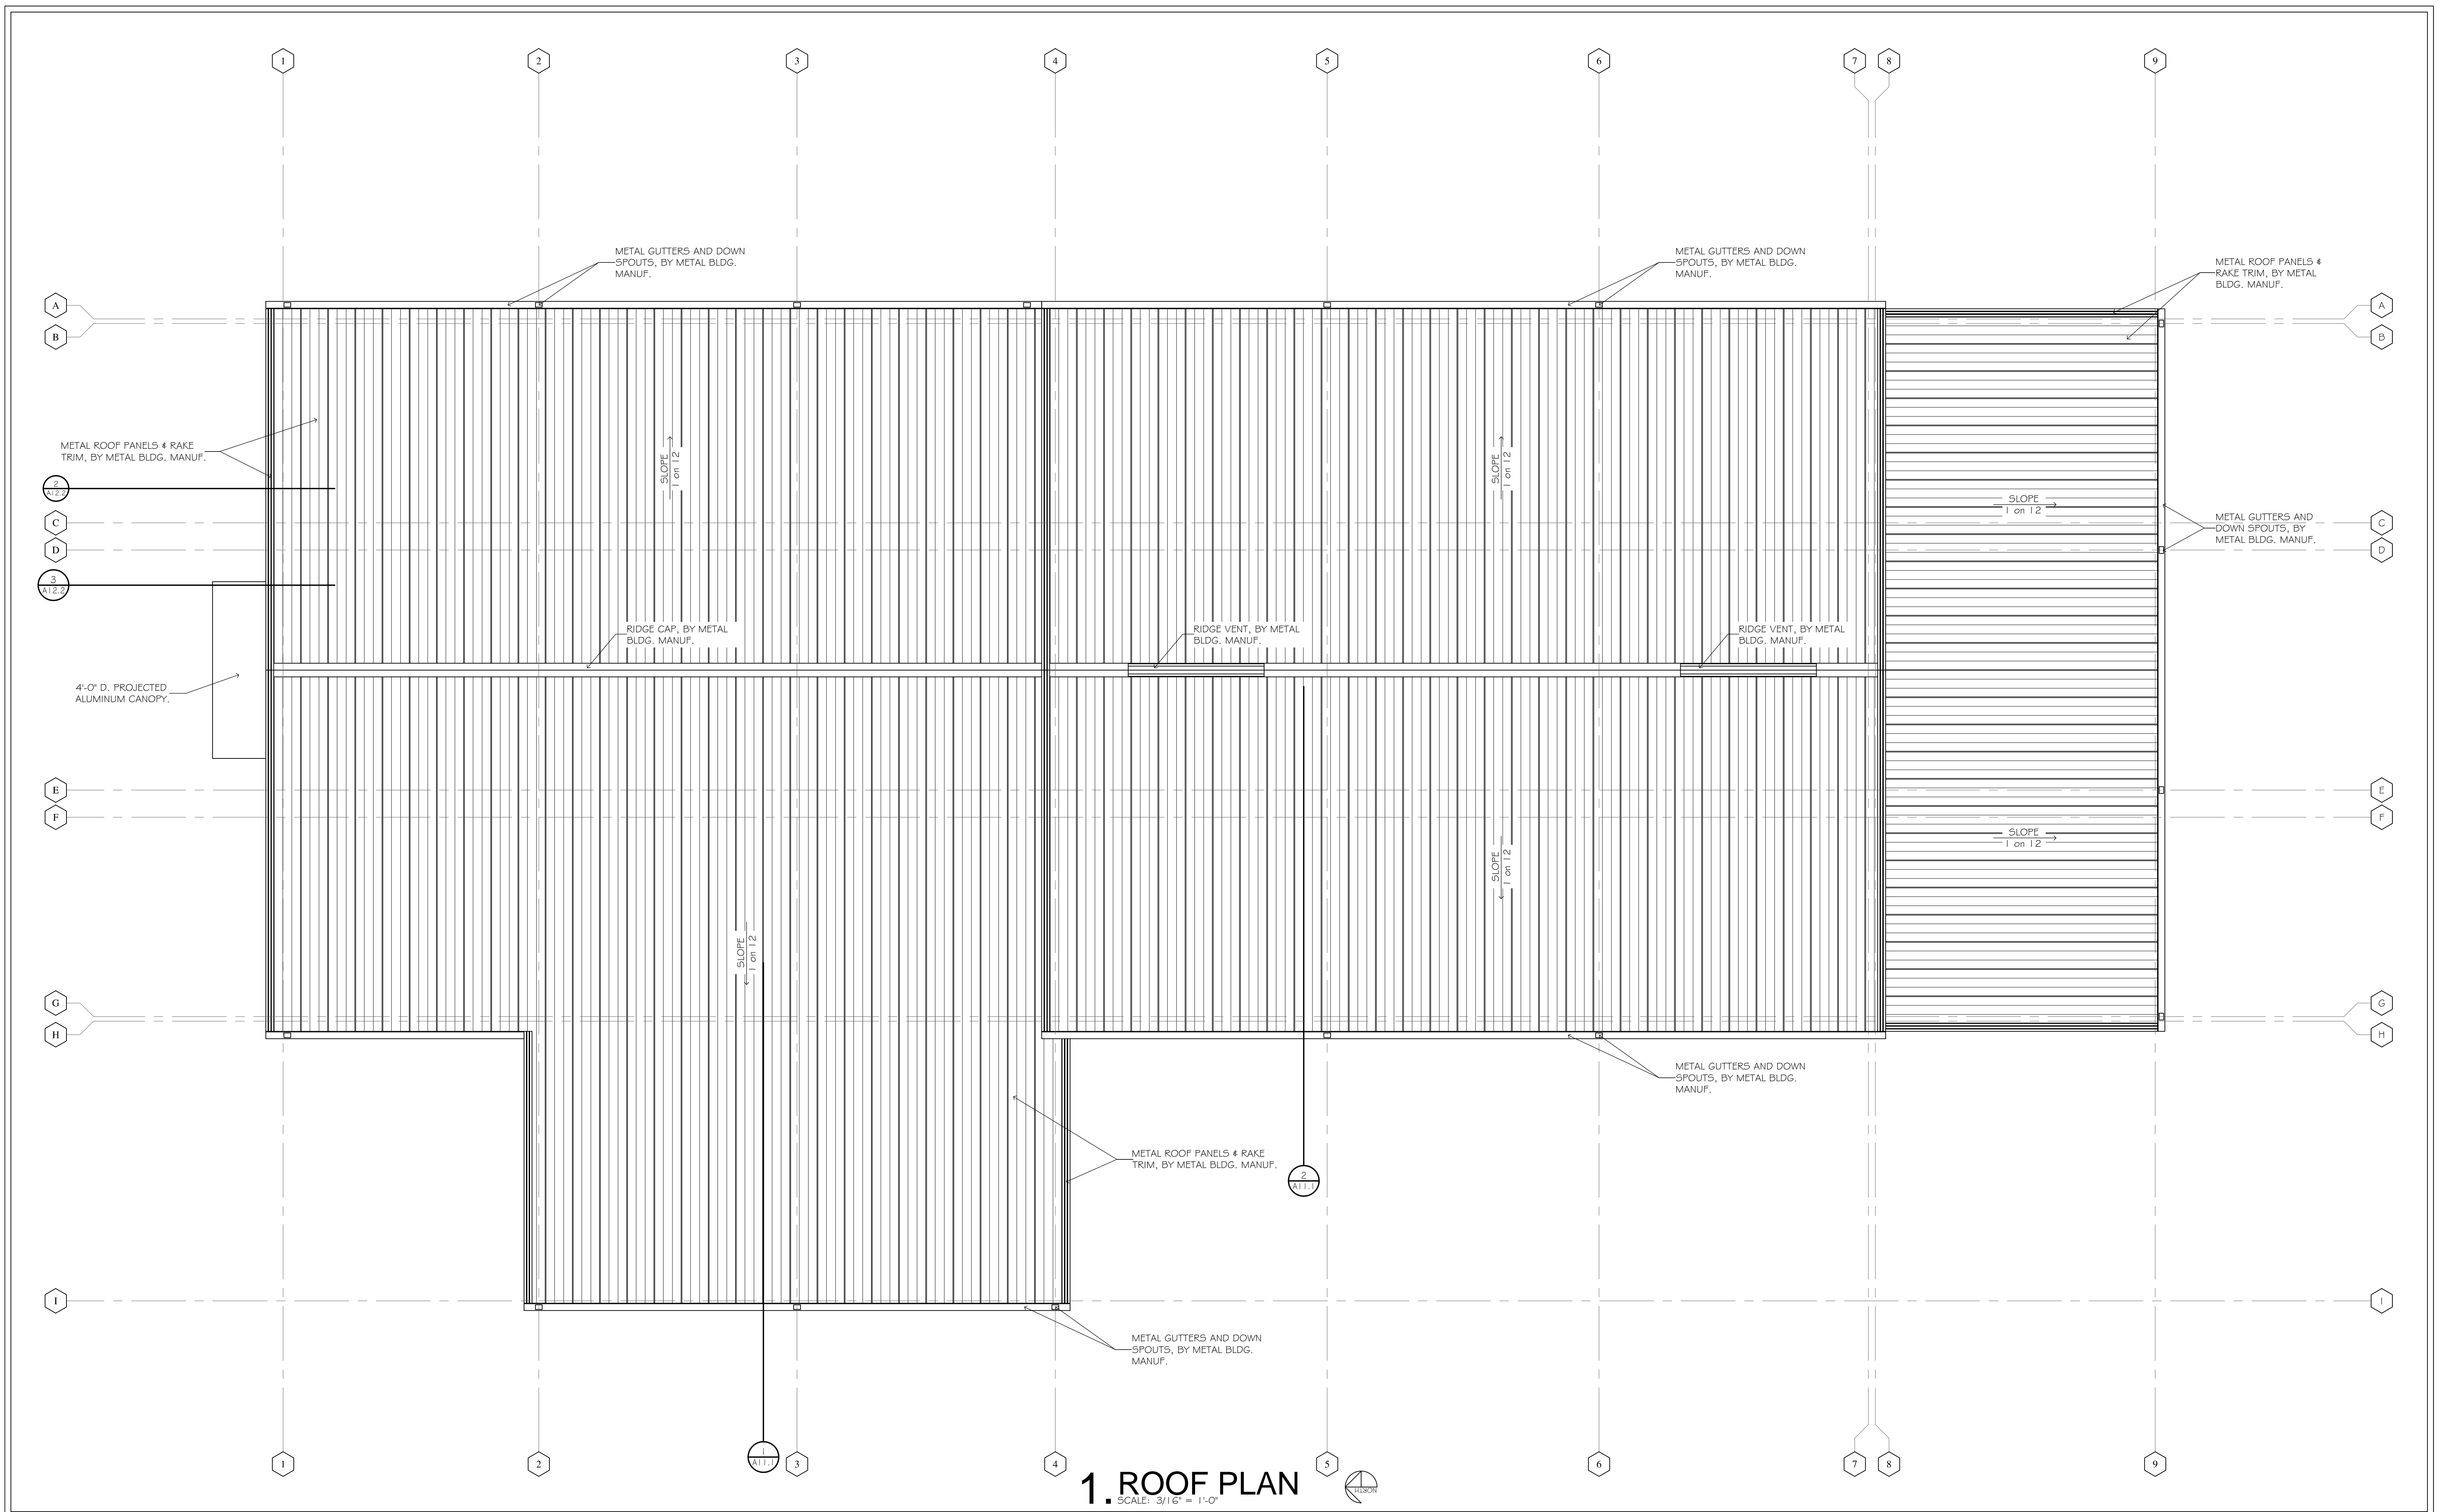 1
2
3
4
5
6
7
8
9
METAL GUTTERS AND DOWN
SPOUTS, BY METAL BLDG.
MANUF.
METAL GUTTERS AND DOWN
SPOUTS, BY METAL BLDG.
MANUF.
METAL ROOF PANELS &
RAKE TRIM, BY METAL
BLDG. MANUF.
A
A
B
B
METAL ROOF PANELS & RAKE
TRIM, BY METAL BLDG. MANUF.
SLOPE
1 on 12
SLOPE
1 on 12
2
A12.2
SLOPE
1 on 12
C
C
METAL GUTTERS AND
DOWN SPOUTS, BY
METAL BLDG. MANUF.
D
D
3
A12.2
RIDGE CAP, BY METAL
BLDG. MANUF.
RIDGE VENT, BY METAL
BLDG. MANUF.
RIDGE VENT, BY METAL
BLDG. MANUF.
4'-0" D. PROJECTED
ALUMINUM CANOPY.
E
E
F
F
SLOPE
1 on 12
SLOPE
1 on 12
SLOPE
1 on 12
G
G
H
H
METAL GUTTERS AND DOWN
SPOUTS, BY METAL BLDG.
MANUF.
METAL ROOF PANELS & RAKE
TRIM, BY METAL BLDG. MANUF.
2
A11.1
I
I
METAL GUTTERS AND DOWN
SPOUTS, BY METAL BLDG.
MANUF.
1
A11.1
1
2
3
4
5
6
7
8
9
1. ROOF PLAN
SCALE: 3/16" = 1'-0"
NORTH